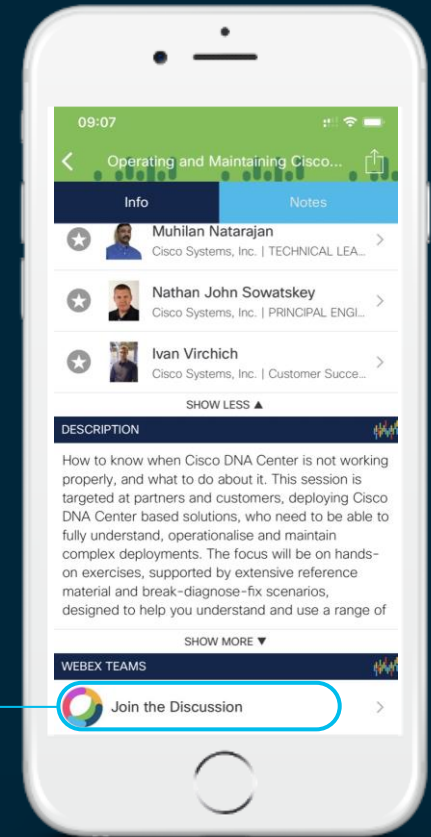 09:07
Operating and Maintaining Cisco...
Info
Notes
Muhilan Natarajan
Cisco Systems, Inc. | TECHNICAL LEA...
Nathan John Sowatskey
Cisco Systems, Inc. | PRINCIPAL ENGI...
Ivan Virchich
Cisco Systems, Inc. | Customer Succe...
SHOW LESS ▲
DESCRIPTION
How to know when Cisco DNA Center is not working
properly, and what to do about it. This session is
targeted at partners and customers, deploying Cisco
DNA Center based solutions, who need to be able to
fully understand, operationalise and maintain
complex deployments. The focus will be on hands-
on exercises, supported by extensive reference
material and break-diagnose-fix scenarios,
designed to help you understand and use a range of
SHOW MORE ▼
WEBEX TEAMS
Join the Discussion